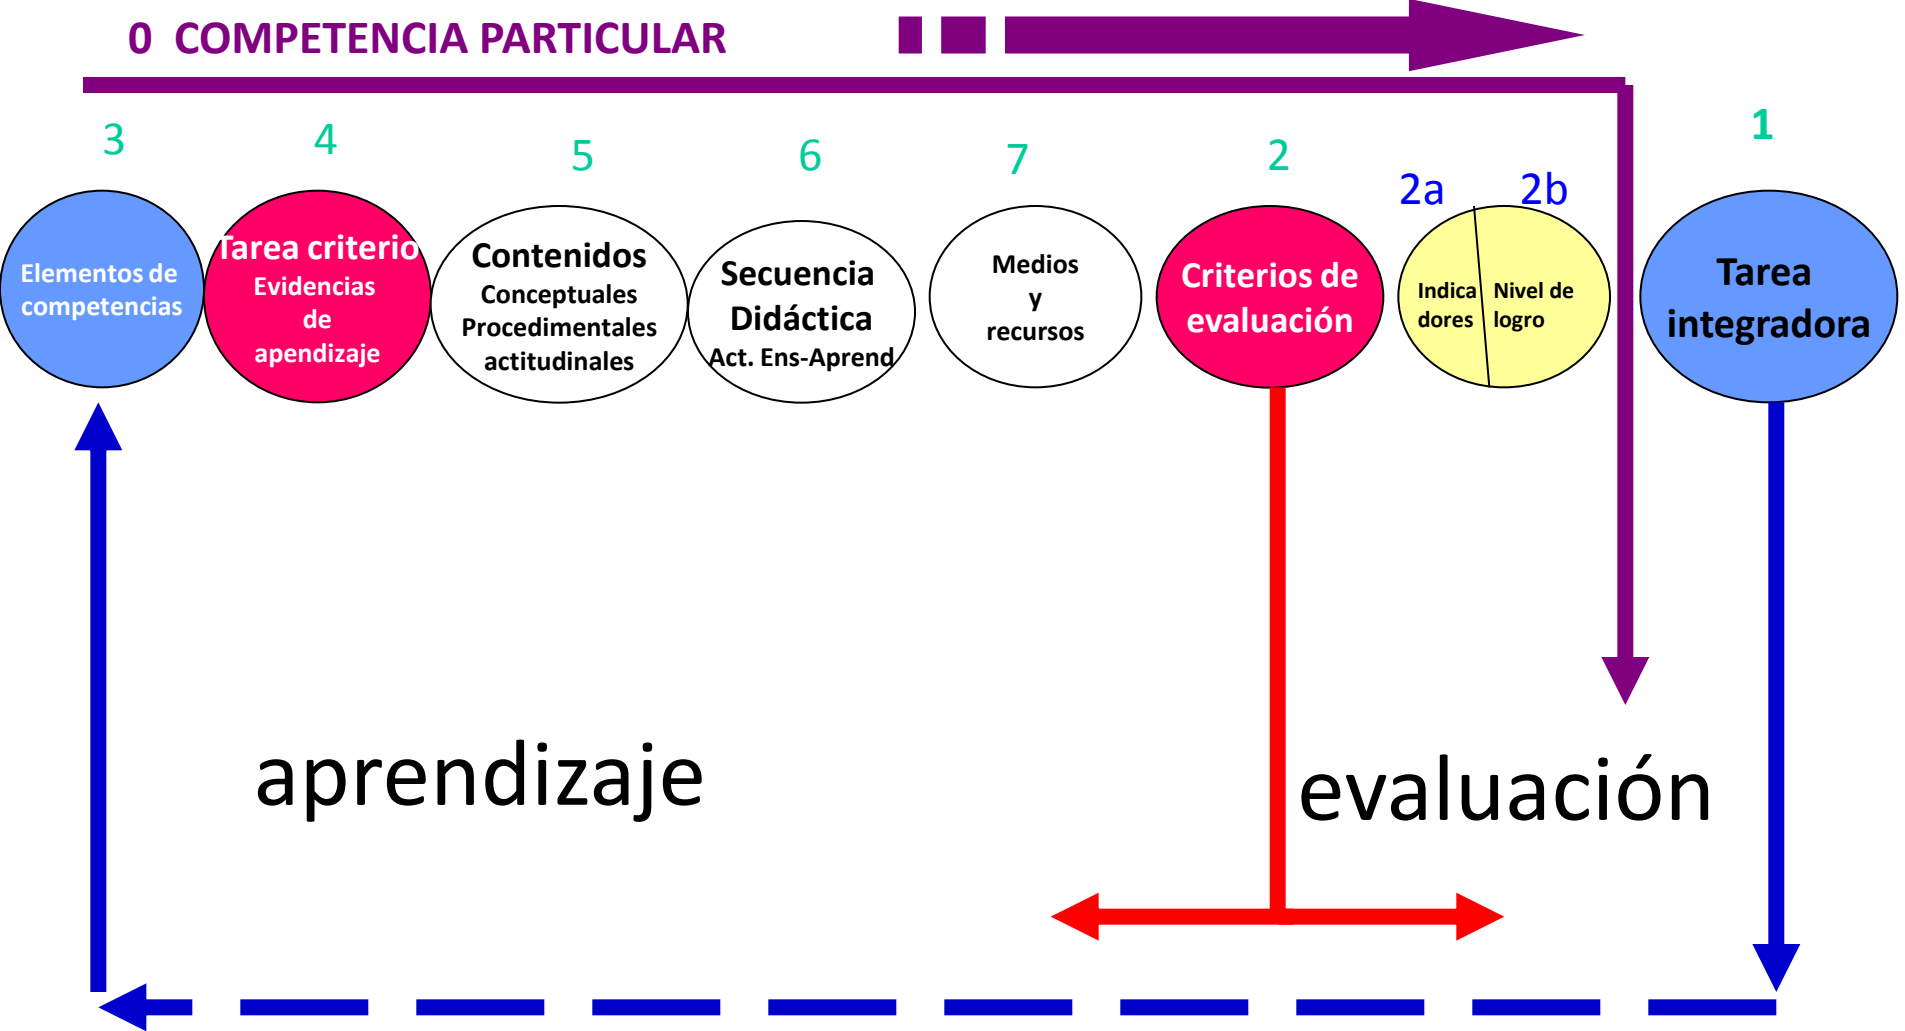 0 COMPETENCIA PARTICULAR
3
4
5
6
7
2
1
2a
2b
Elementos de
competencias
Tarea criterio
Evidencias
de
apendizaje
Contenidos
Conceptuales
Procedimentales
actitudinales
Secuencia
Didáctica
Act. Ens-Aprend
Medios
y
recursos
Criterios de
evaluación
Indica
dores
Nivel de
logro
Tarea
integradora
aprendizaje
evaluación